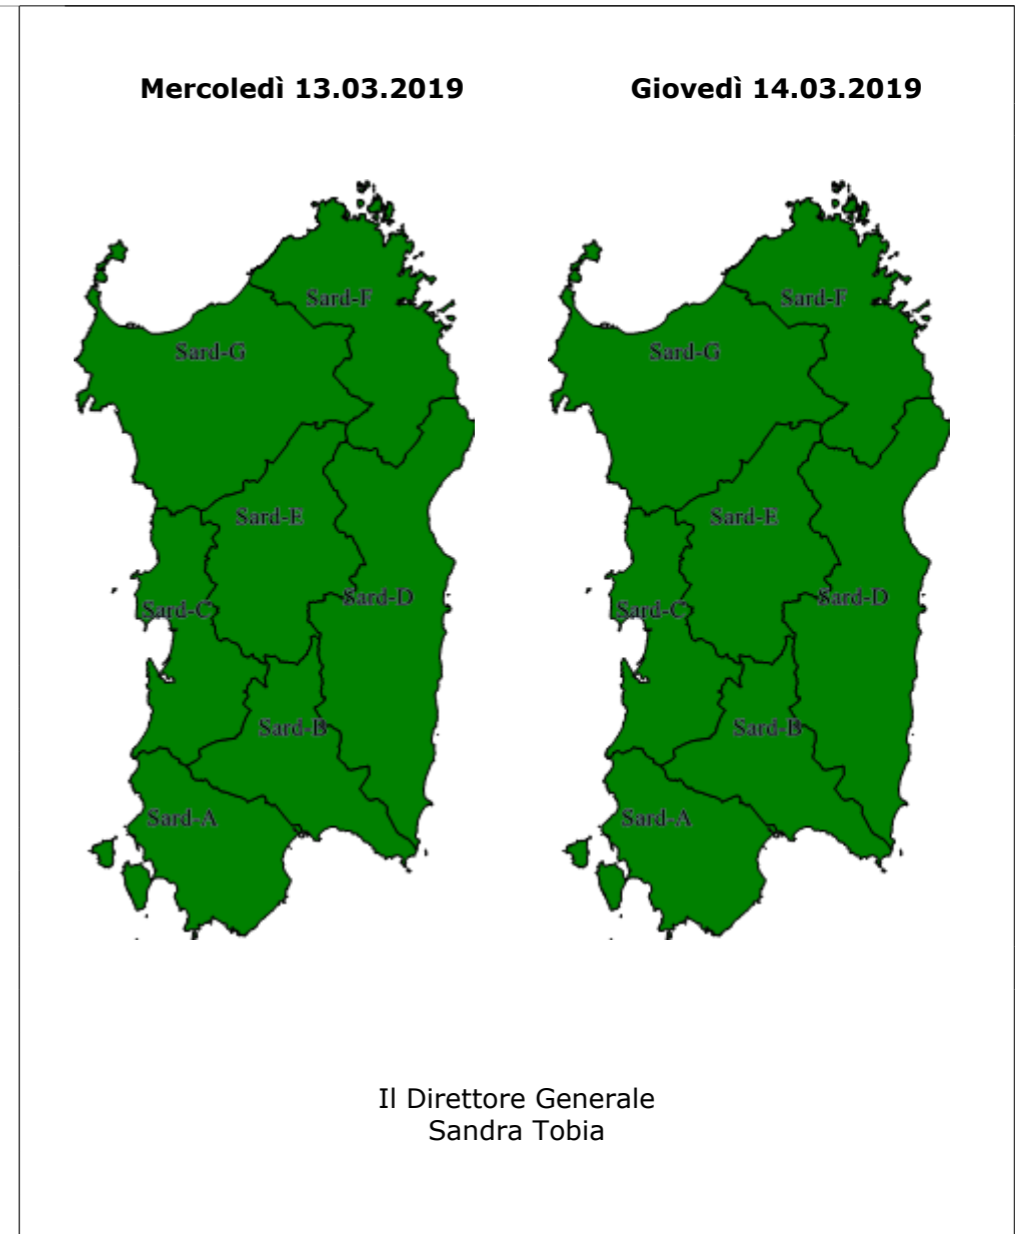 Mercoledì 13.03.2019
Giovedì 14.03.2019
Sard-F
Sard-G
Sard-E
Sard-D
Sard-C
Sard-B
Sard-A
Sard-F
Sard-G
Sard-E
Sard-D
Sard-C
Sard-B
Sard-A
Il Direttore Generale
Sandra Tobia